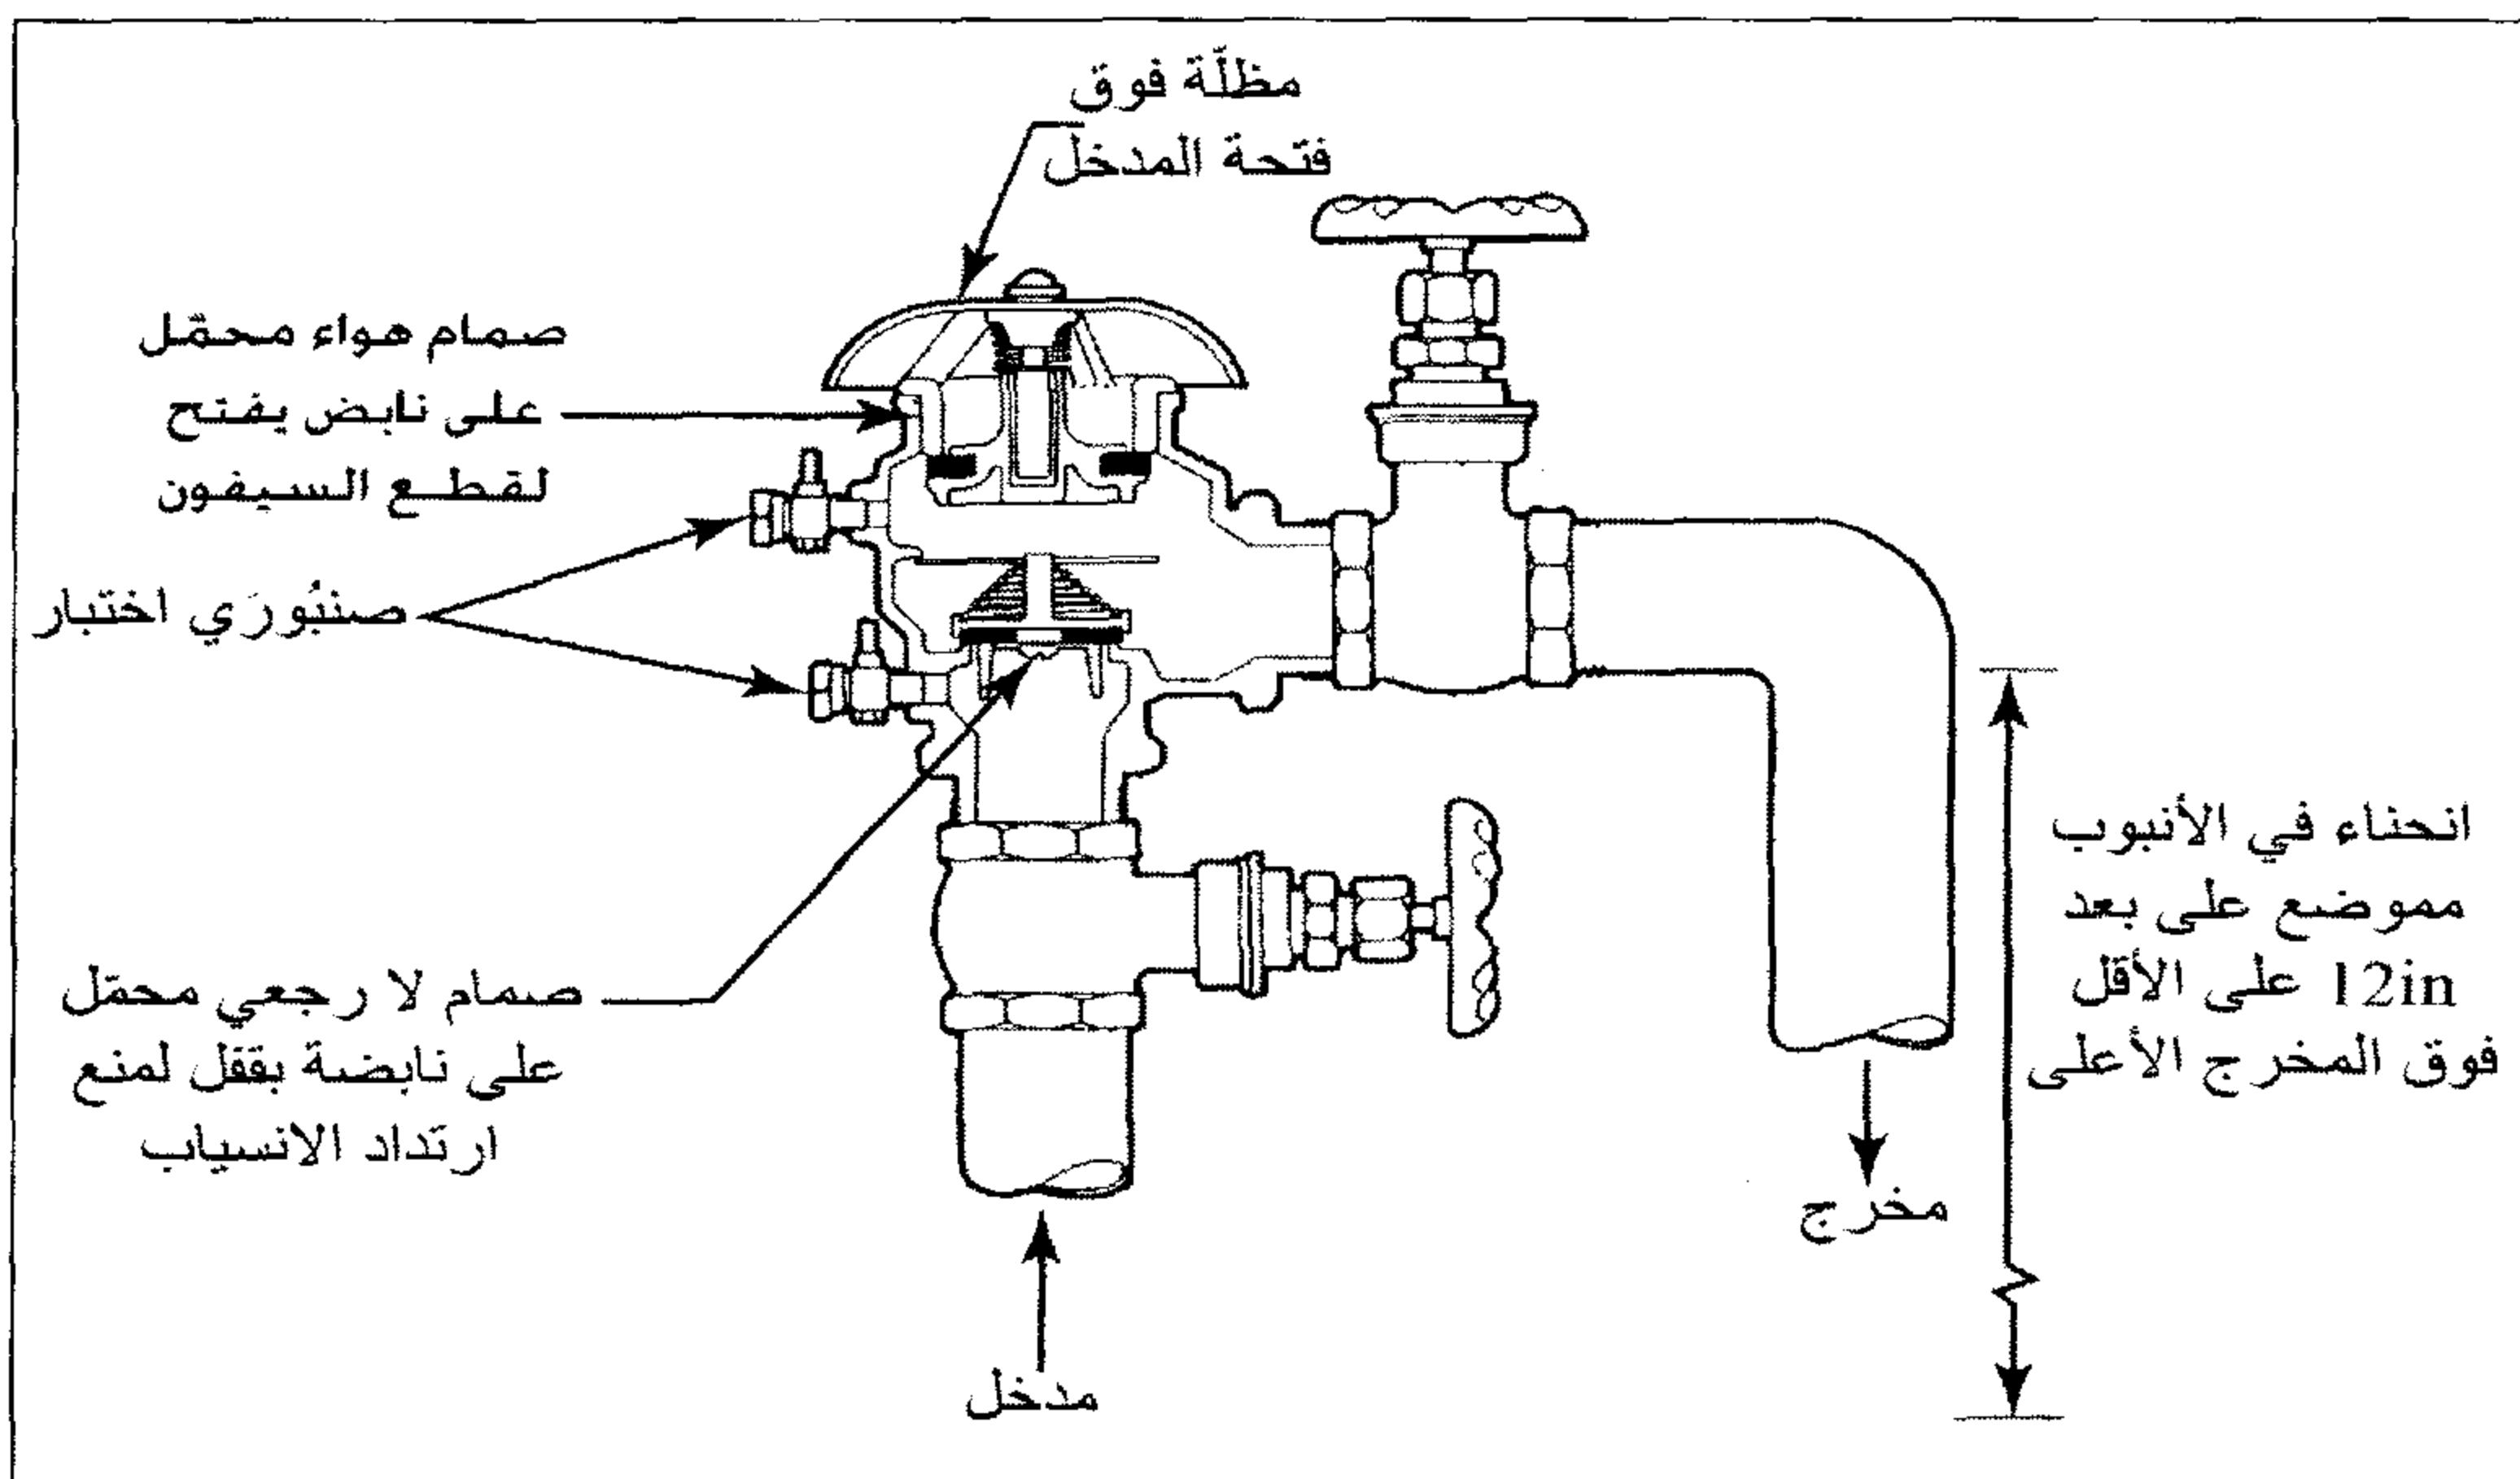 مظلّة فوق
فتحة المدخل
صمام هواء محمّل
على نابض يفتح
لقطع السيفون
صنبُورَي اختبار
صمام لا رجعي محمّل
على نابضة بقفل لمنع
ارتداد الانسياب
مدخل
مخرج
انحناء في الأنبوب
مموضع على بعد
12in على الأقل
فوق المخرج الأعلى